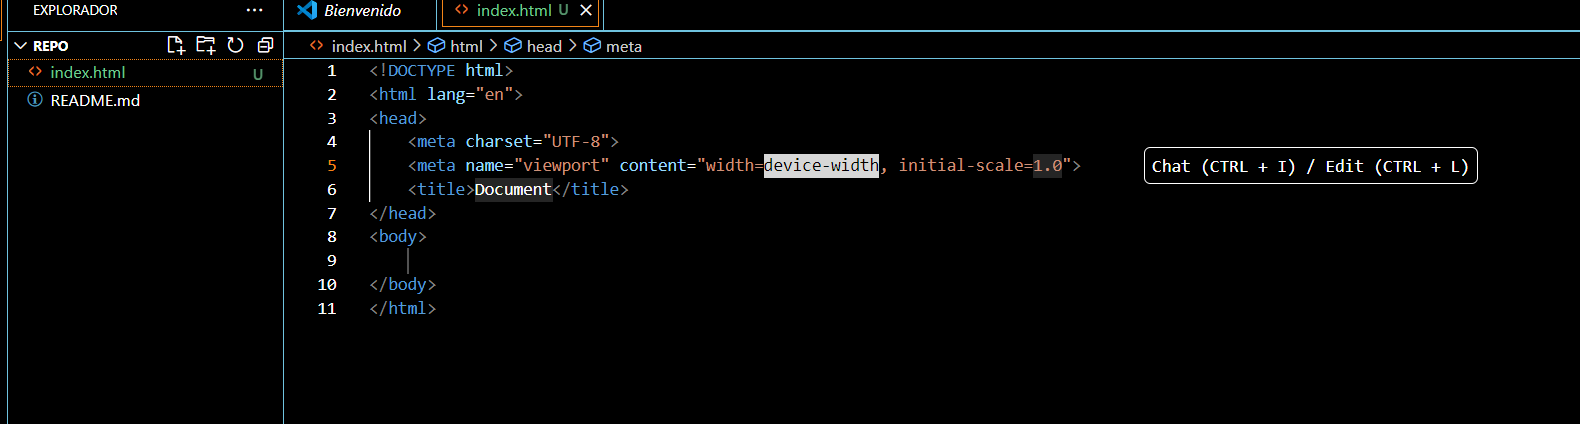 EXPLORADOR ...
REPO
index.html U
README.md
Bienvenido index.html U
index.html > html > head > meta
1 <!DOCTYPE html>
2 <html lang="en">
3 <head>
4 <meta charset="UTF-8">
5 <meta name="viewport" content="width=device-width, initial-scale=1.0"> Chat (CTRL + I) / Edit (CTRL + L)
6 <title>Document</title>
7 </head>
8 <body>
9
10 </body>
11 </html>